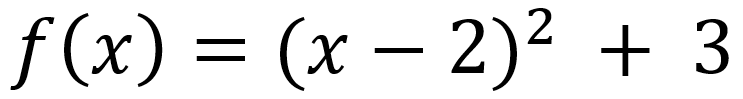 f(x) = (x − 2)² + 3